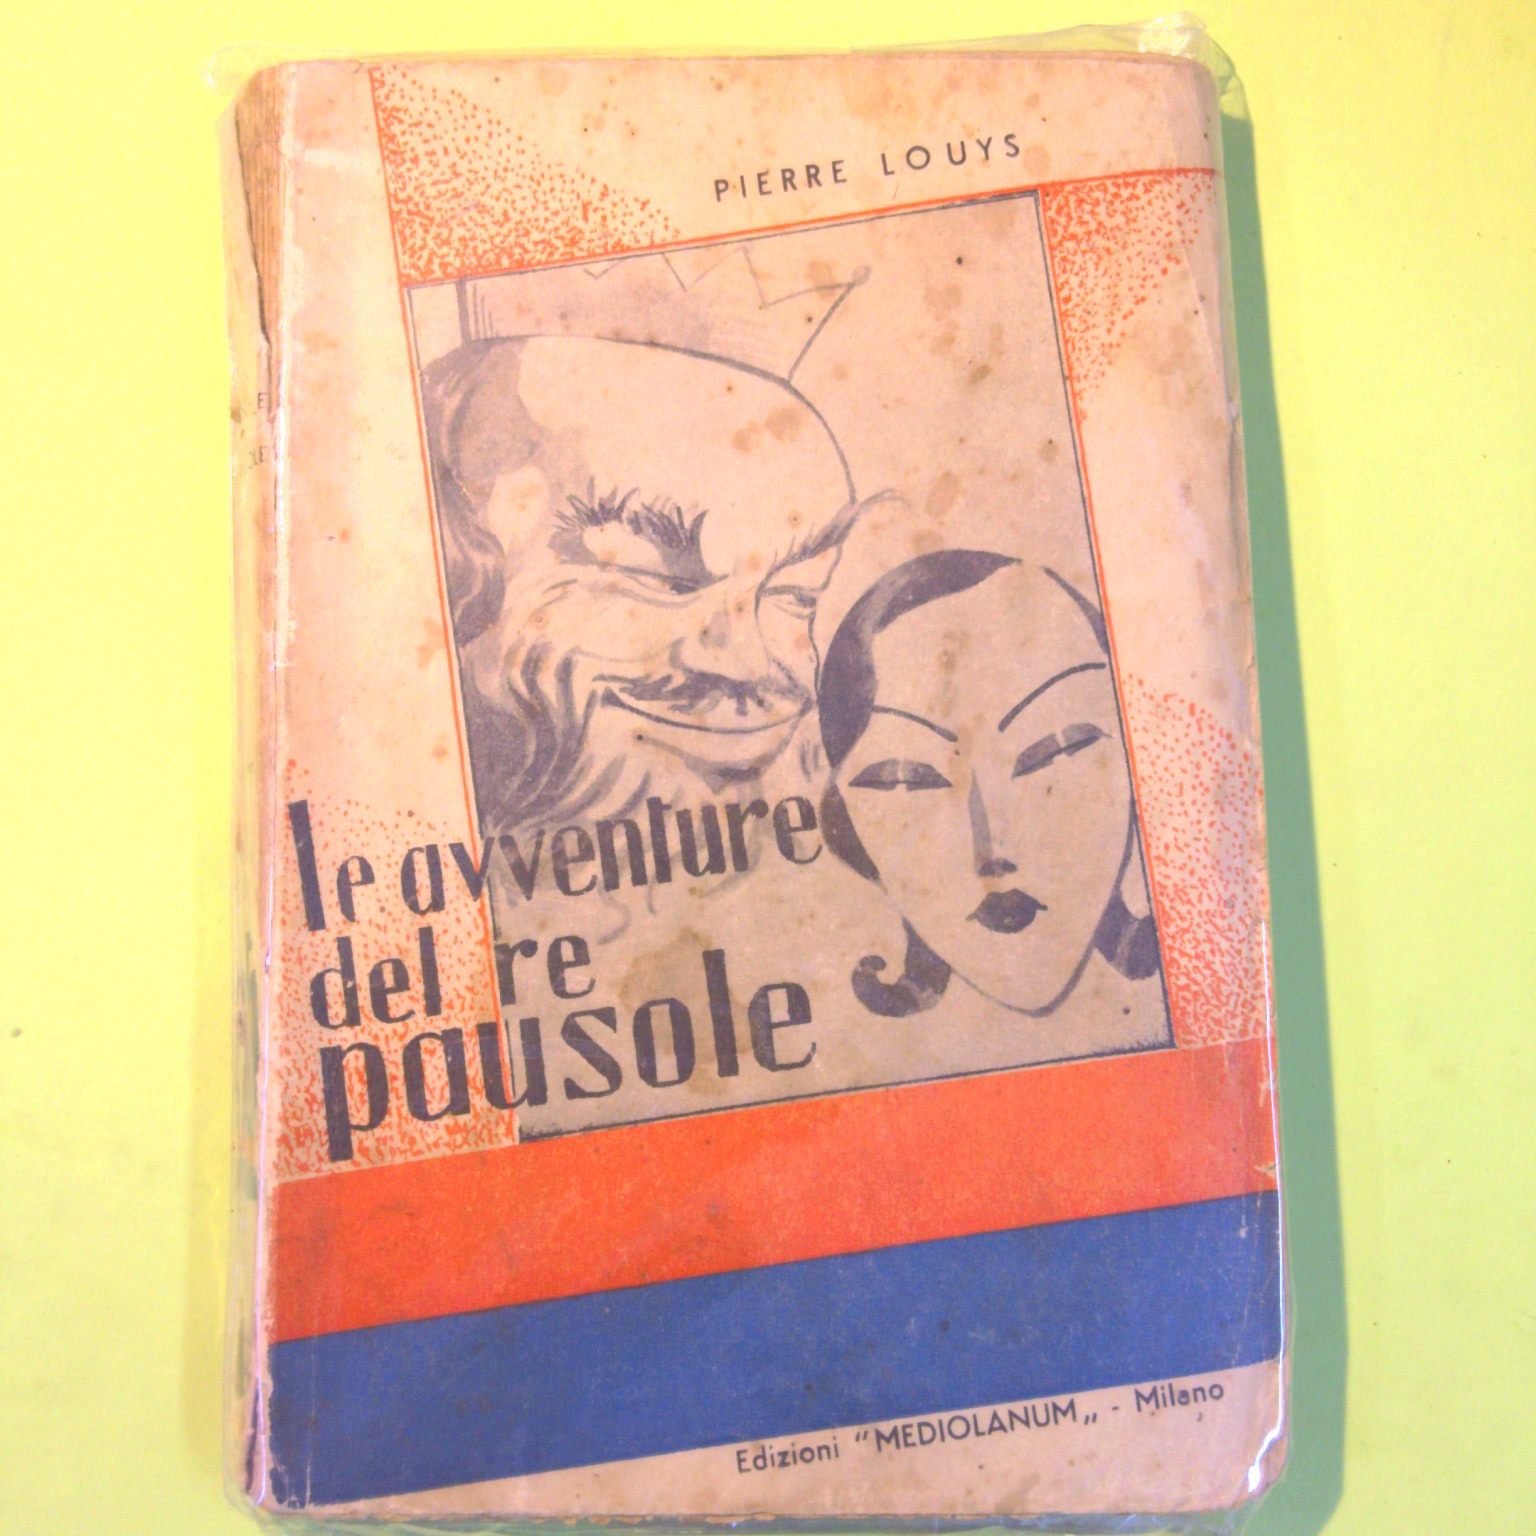 PIERRE LOUYS
le avventure
del re
pausole
Edizioni "MEDIOLANUM„ - Milano